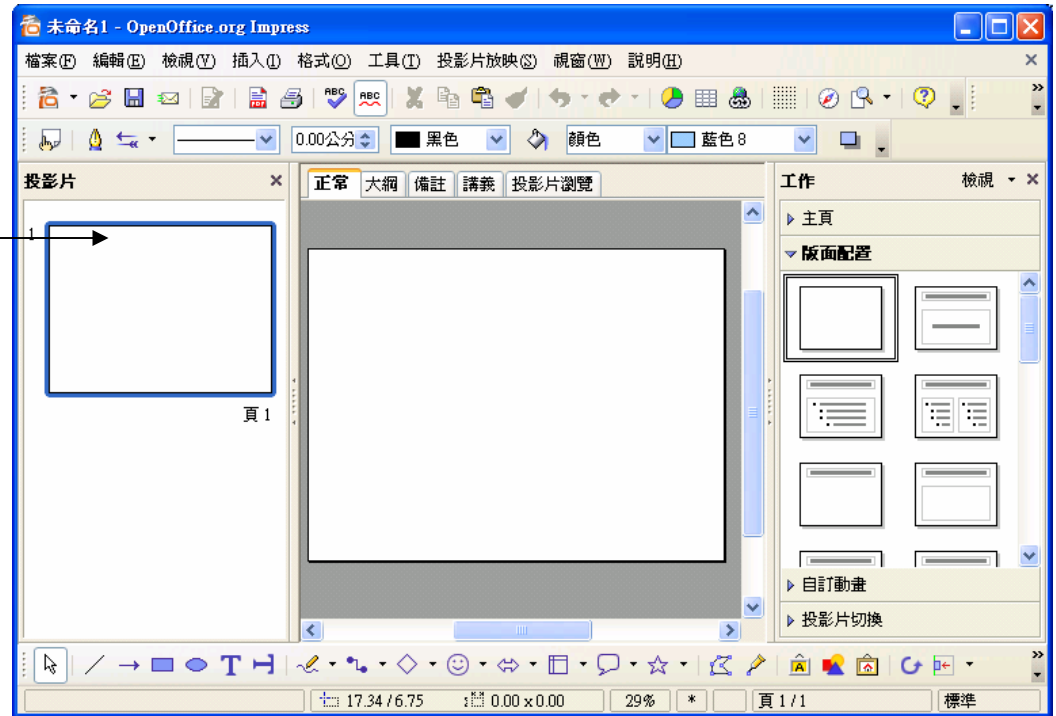 未命名1 - OpenOffice.org Impress
檔案(F) 編輯(E) 檢視(V) 插入(I) 格式(O) 工具(T) 投影片放映(S) 視窗(W) 說明(H)
ABC ABC
0.00公分 黑色 顏色 藍色 8
投影片
正常 大綱 備註 講義 投影片瀏覽
工作 檢視
主頁
版面配置
1
頁 1
自訂動畫
投影片切換
T A
17.34 / 6.75 0.00 x 0.00 29% * 頁 1 / 1 標準